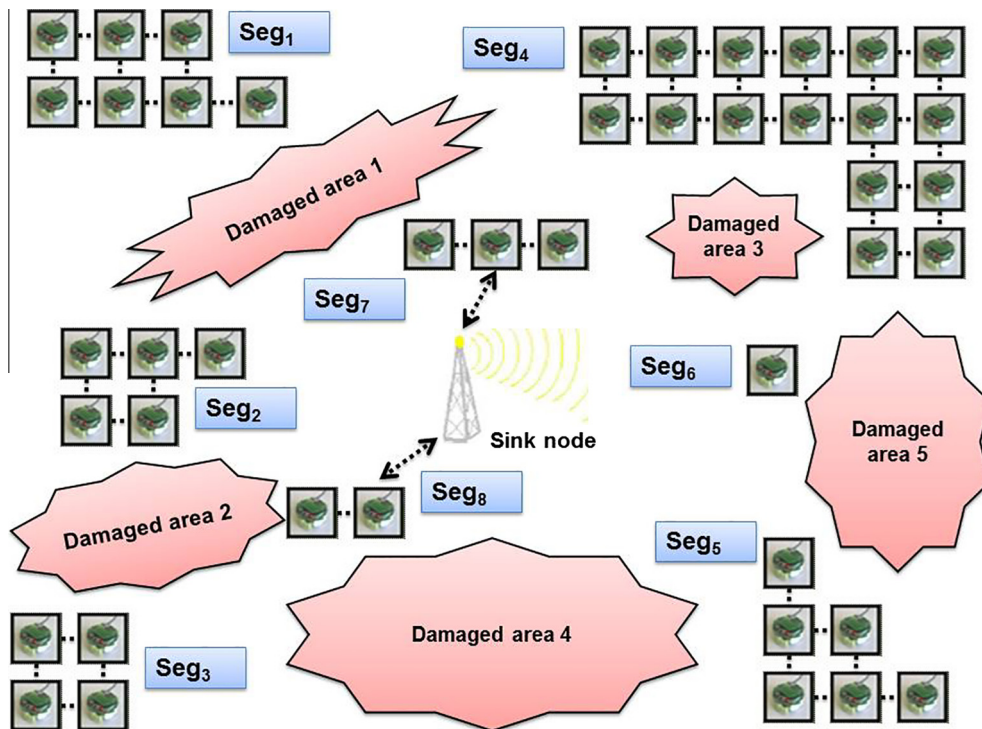 Seg₁
Seg₄
Damaged area 1
Damaged
area 3
Seg₇
Seg₆
Seg₂
Sink node
Damaged
area 5
Seg₈
Damaged area 2
Seg₅
Damaged area 4
Seg₃